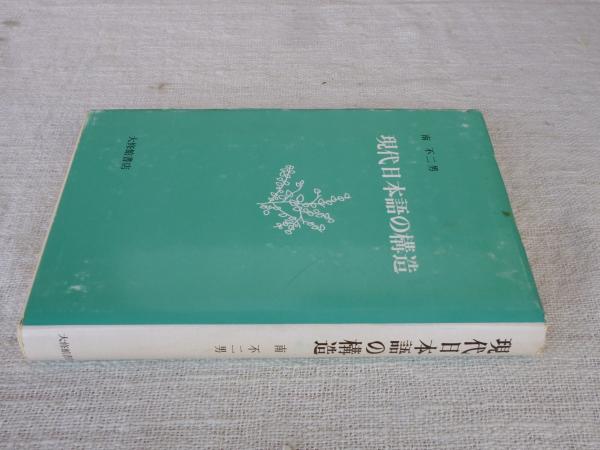 南 不二男
現代日本語の構造
大修館書店
現代日本語の構造
南 不二男
大修館書店